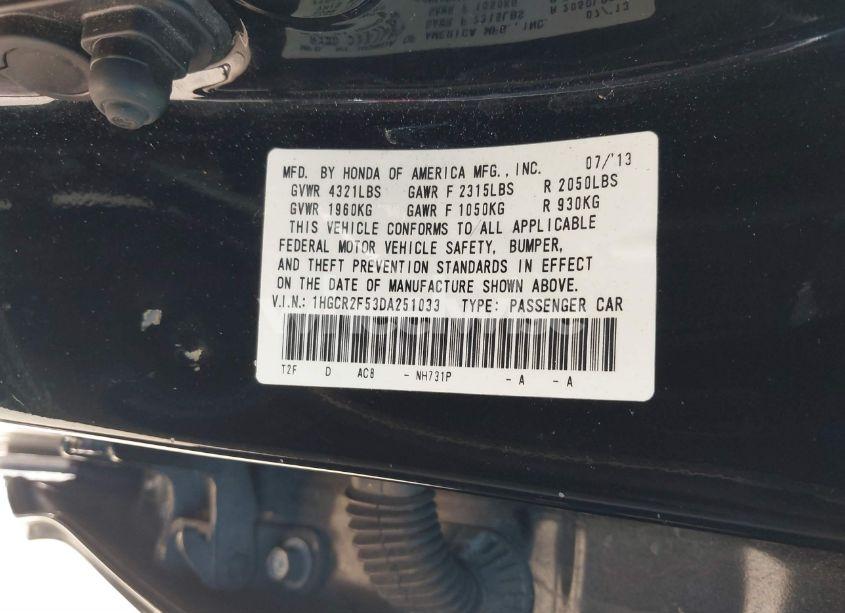 MFD. BY HONDA OF AMERICA MFG., INC. 07/'13
GVWR 4321LBS GAWR F 2315LBS R 2050LBS
GVWR 1960KG GAWR F 1050KG R 930KG
THIS VEHICLE CONFORMS TO ALL APPLICABLE
FEDERAL MOTOR VEHICLE SAFETY, BUMPER,
AND THEFT PREVENTION STANDARDS IN EFFECT
ON THE DATE OF MANUFACTURE SHOWN ABOVE.
V.I.N.: 1HGCR2F53DA251033 TYPE: PASSENGER CAR
T2F D AC8 - NH731P - A - A